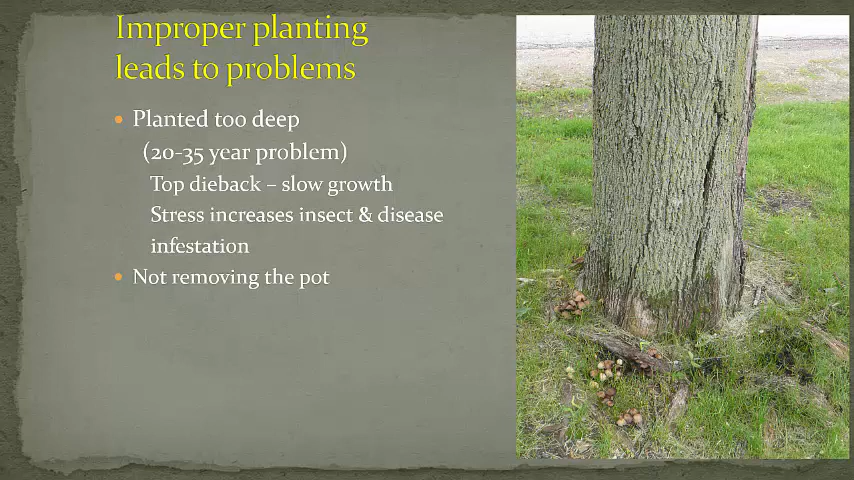 Improper planting
leads to problems
Planted too deep
(20-35 year problem)
Top dieback – slow growth
Stress increases insect & disease
infestation
Not removing the pot